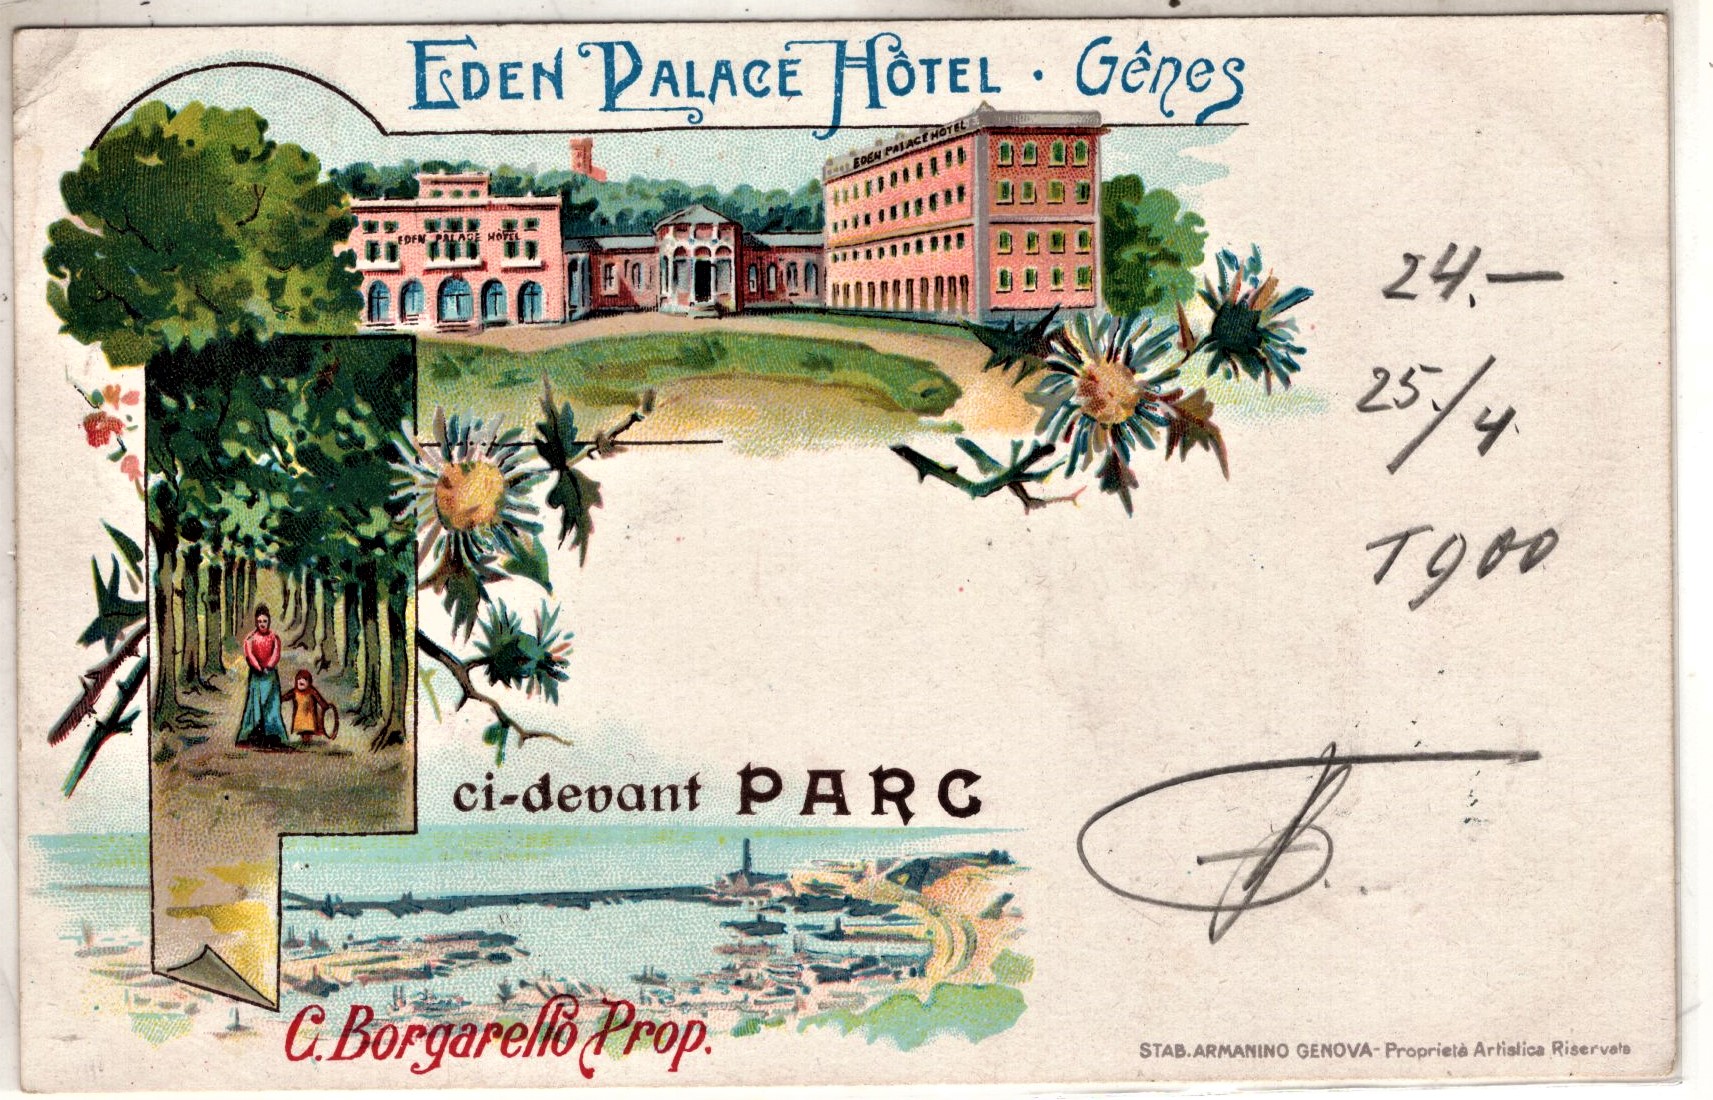 EDEN PALACE HÔTEL · Gênes
EDEN PALACE HOTEL
EDEN PALACE HOTEL
24.—
25./4.
1900
ci-devant PARC
C. Borgarello Prop.
STAB. ARMANINO GENOVA - Proprietà Artistica Riservata